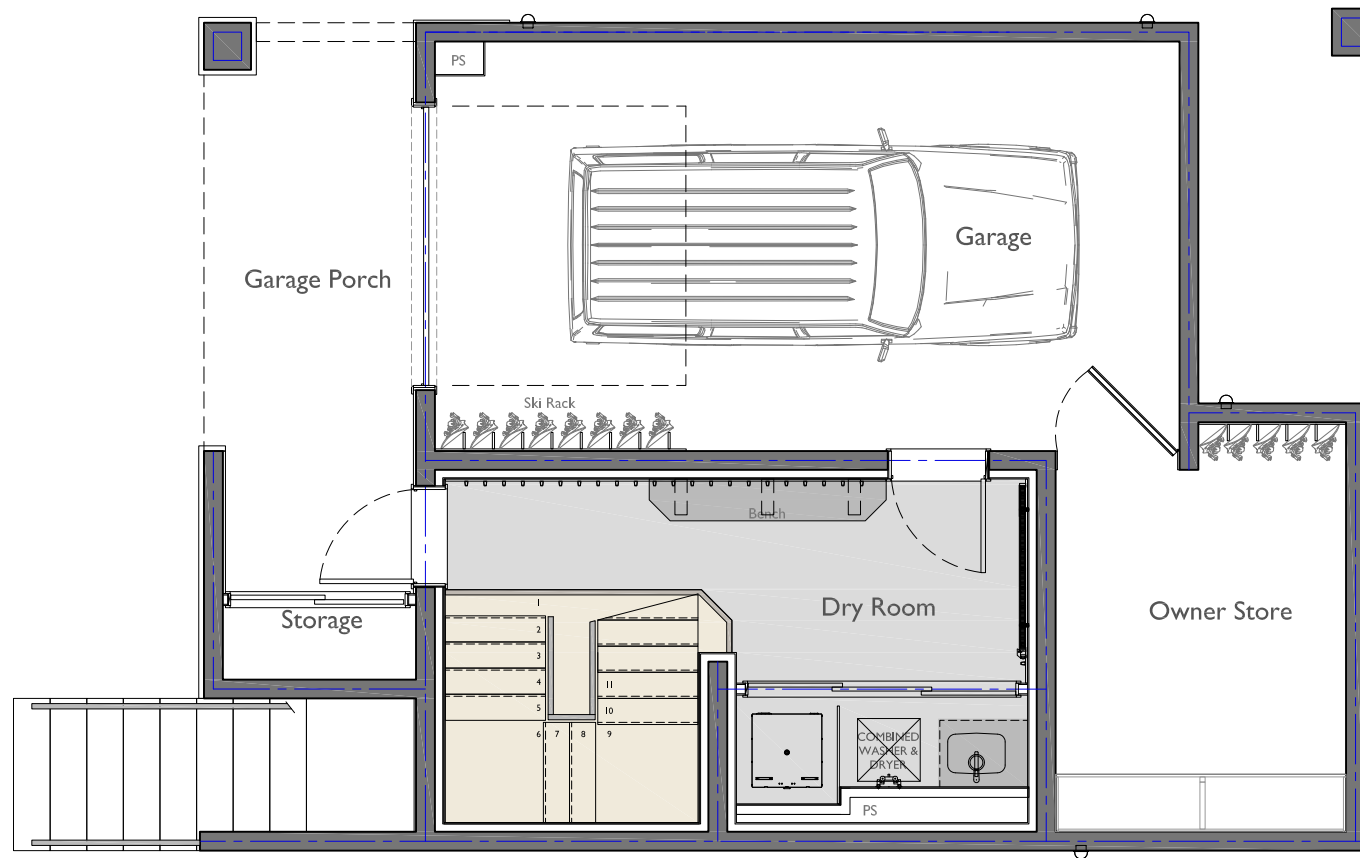 PS
Garage
Garage Porch
Ski Rack
Bench
Dry Room
Owner Store
Storage
1
2
3
4
5
6
7
8
9
10
11
COMBINED
WASHER &
DRYER
PS